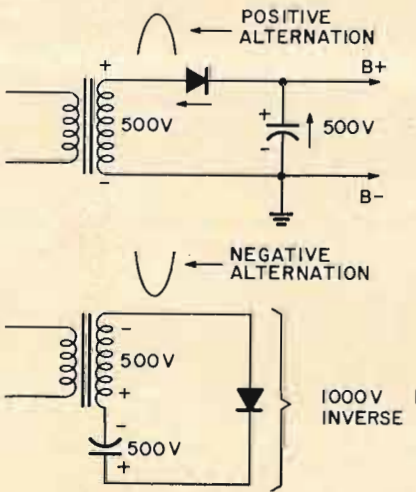 POSITIVE
ALTERNATION
+
B+
500V
+
-
500V
-
B-
NEGATIVE
ALTERNATION
-
500V
+
-
500V
+
1000V
INVERSE